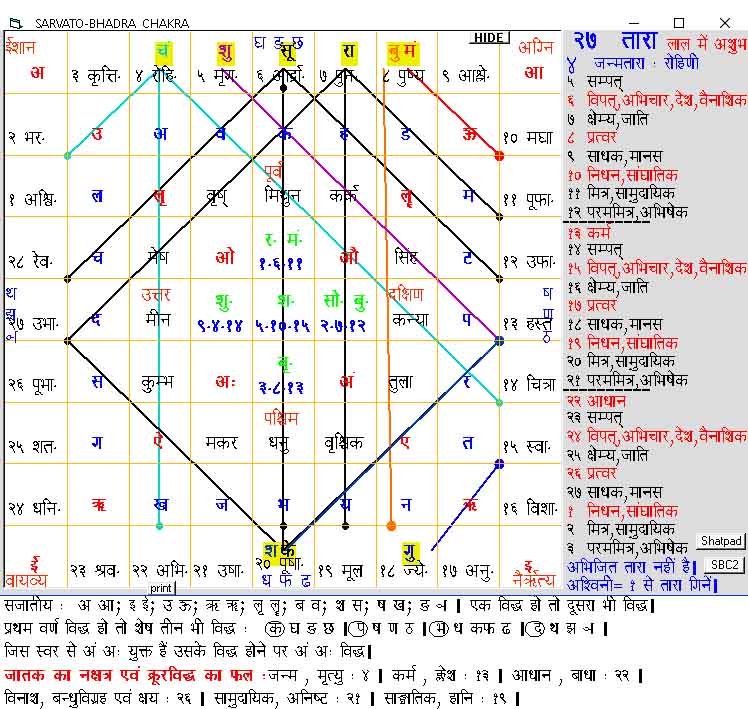 SARVATO-BHADRA CHAKRA
HIDE
ईशान चं शु घ ङ छ सू रा बु मं अग्नि
अ ३ कृत्ति· ४ रोहि· ५ मृग· ६ आर्द्रा ७ पुन· ८ पुष्य ९ आश्ले· आ
२ भर· उ अ व क ह ड ऊ १० मघा
पूर्व
१ अश्वि· ल लृ वृष् मिथुन कर्क लॄ म ११ पूफा·
२८ रेव· च मेष ओ र· मं· १·६·११ औ सिंह ट १२ उफा·
थ झ ञ उत्तर दक्षिण ष ण ठ
२७ उभा· द मीन शु· ९·४·१४ श· ५·१०·१५ सो· बु· २·७·१२ कन्या प १३ हस्त
२६ पूभा· स कुम्भ अः बृ· ३·८·१३ अं तुला र १४ चित्रा
पश्चिम
२५ शत· ग ऐ मकर धनु वृश्चिक ए त १५ स्वा·
२४ धनि· ऋ ख ज भ य न ऋ १६ विशा·
ई २३ श्रव· २२ अभि· २१ उषा· श के २० पूषा· १९ मूल गु १८ ज्ये· १७ अनु· इ
वायव्य ध फ ढ नैर्ऋत्य
print
२७ तारा लाल में अशुभ
४ जन्मतारा : रोहिणी
५ सम्पत्
६ विपत्,अभिचार,देश,वैनाशिक
७ क्षेम्य,जाति
८ प्रत्वर
९ साधक,मानस
१० निधन,सांघातिक
११ मित्र,सामुदायिक
१२ परममित्र,अभिषेक
१३ कर्म
१४ सम्पत्
१५ विपत्,अभिचार,देश,वैनाशिक
१६ क्षेम्य,जाति
१७ प्रत्वर
१८ साधक,मानस
१९ निधन,सांघातिक
२० मित्र,सामुदायिक
२१ परममित्र,अभिषेक
२२ आधान
२३ सम्पत्
२४ विपत्,अभिचार,देश,वैनाशिक
२५ क्षेम्य,जाति
२६ प्रत्वर
२७ साधक,मानस
१ निधन,सांघातिक
२ मित्र,सामुदायिक
३ परममित्र,अभिषेक
Shatpad
अभिजित तारा नहीं है|
SBC2
अश्विनी= १ से तारा गिनें|
सजातीय : अ आ; इ ई; उ ऊ; ऋ ॠ; लृ लॄ; ब व; श स; ष ख; ङ ञ | एक विद्ध हो तो दूसरा भी विद्ध|
प्रथम वर्ण विद्ध हो तो शेष तीन भी विद्ध : क घ ङ छ | प ष ण ठ | भ ध कफ ढ | द थ झ ञ |
जिस स्वर से अं अः युक्त हैं उसके विद्ध होने पर अं अः विद्ध|
जातक का नक्षत्र एवं क्रूरविद्ध का फल :जन्म , मृत्यु : ४ | कर्म , क्लेश : १३ | आधान , बाधा : २२ |
विनाश, बन्धुविग्रह एवं क्षय : २६ | सामुदायिक, अनिष्ट : २१ | साङ्घातिक, हानि : १९ |